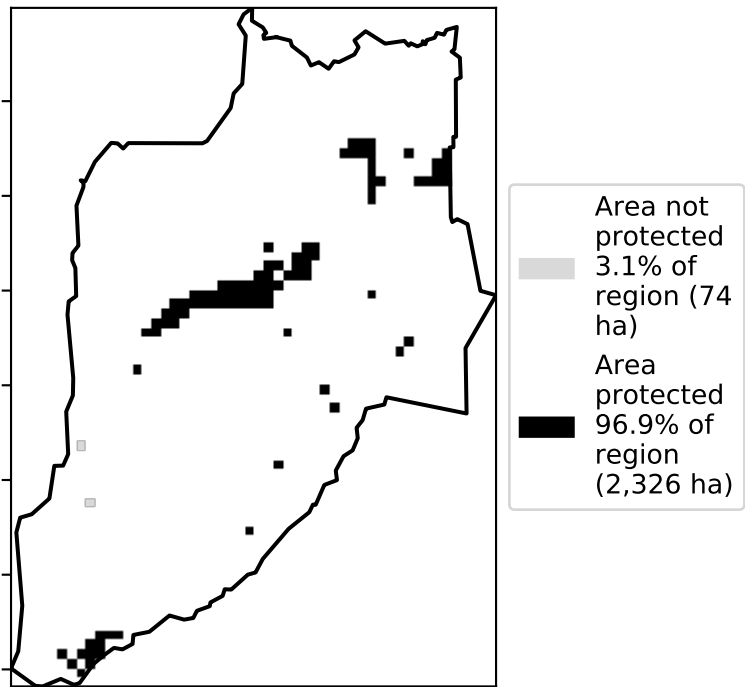 Area not
protected
3.1% of
region (74
ha)
Area
protected
96.9% of
region
(2,326 ha)